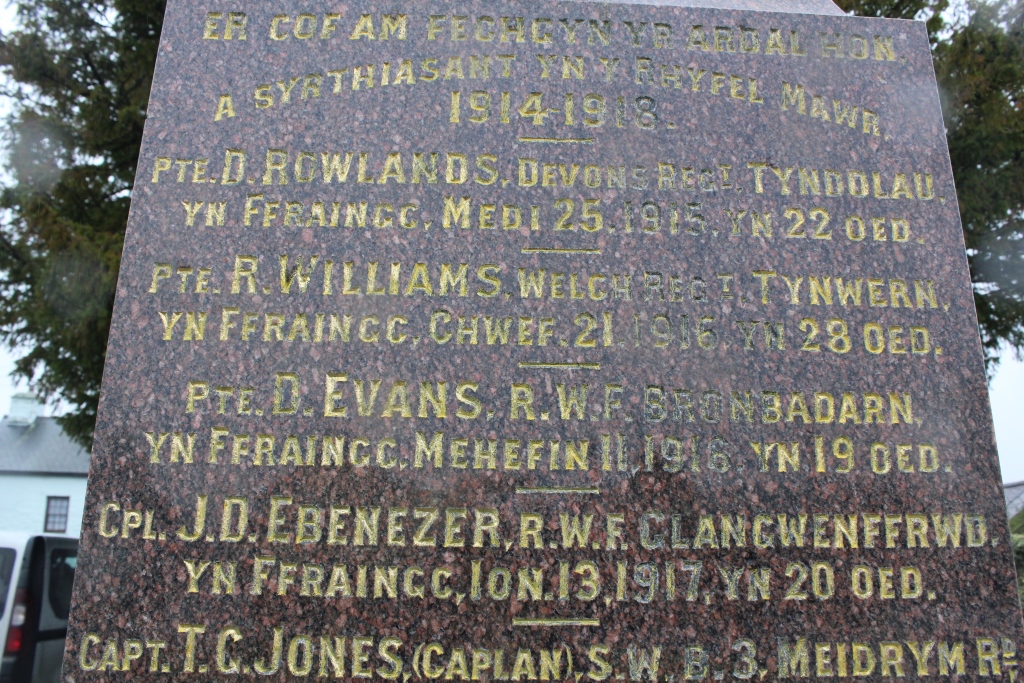 ER COF AM FECHGYN YR ARDAL HON.
A SYRTHIASANT YN Y RHYFEL MAWR.
1914-1918.
PTE. D. ROWLANDS, DEVONS REGT. TYNDDOLAU.
YN FFRAINGC, MEDI 25, 1915, YN 22 OED.
PTE. R. WILLIAMS, WELCH REGT, TYNWERN,
YN FFRAINGC, CHWEF. 21, 1916, YN 28 OED.
PTE. D. EVANS, R.W.F. BRONBADARN,
YN FFRAINGC, MEHEFIN 11, 1916, YN 19 OED.
CPL. J.D. EBENEZER, R.W.F. GLANGWENFFRWD.
YN FFRAINGC, ION. 13, 1917, YN 20 OED.
CAPT. T. G. JONES, (CAPLAN), S. W. B. 3, MEIDRYM RD.